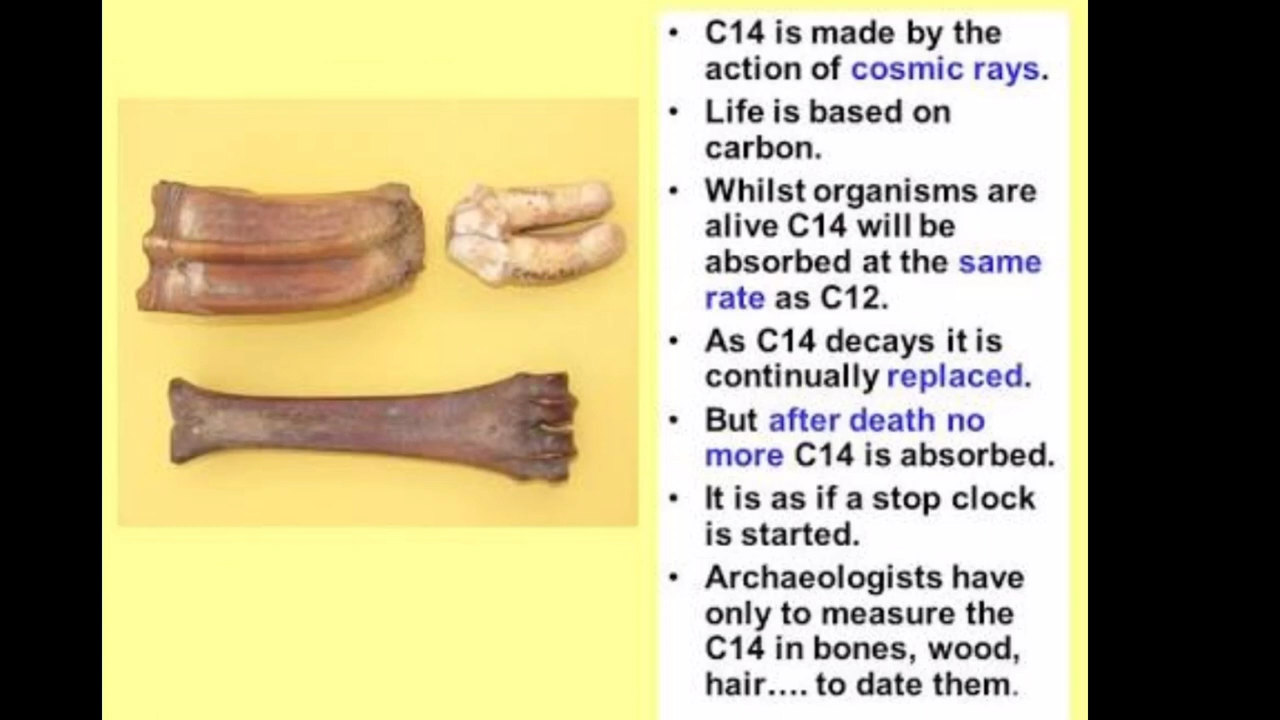 • C14 is made by the
action of cosmic rays.
• Life is based on
carbon.
• Whilst organisms are
alive C14 will be
absorbed at the same
rate as C12.
• As C14 decays it is
continually replaced.
• But after death no
more C14 is absorbed.
• It is as if a stop clock
is started.
• Archaeologists have
only to measure the
C14 in bones, wood,
hair…. to date them.